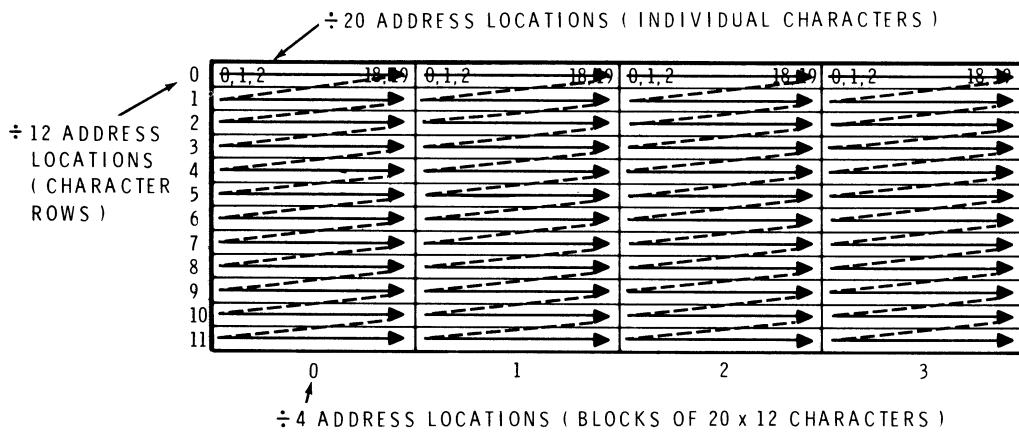 ÷20 ADDRESS LOCATIONS ( INDIVIDUAL CHARACTERS )
0 0,1,2 18,19 0,1,2 18,19 0,1,2 18,19 0,1,2 18,19
1
2
÷12 ADDRESS
LOCATIONS
( CHARACTER
ROWS )
3
4
5
6
7
8
9
10
11
0 1 2 3
÷4 ADDRESS LOCATIONS ( BLOCKS OF 20 x 12 CHARACTERS )